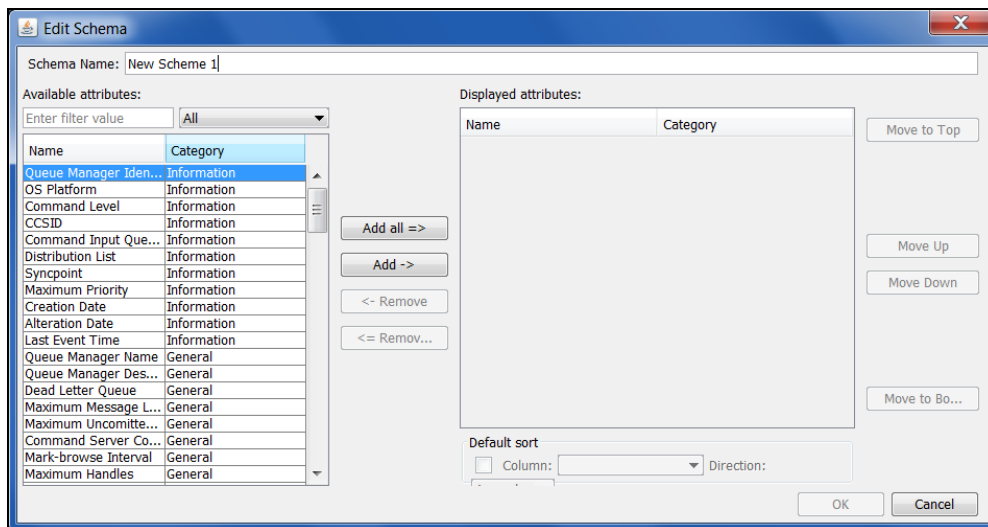 Edit Schema
Schema Name: New Scheme 1
Available attributes:
Enter filter value All
Name Category
Queue Manager Iden... Information
OS Platform Information
Command Level Information
CCSID Information
Command Input Que... Information
Distribution List Information
Syncpoint Information
Maximum Priority Information
Creation Date Information
Alteration Date Information
Last Event Time Information
Queue Manager Name General
Queue Manager Des... General
Dead Letter Queue General
Maximum Message L... General
Maximum Uncomitte... General
Command Server Co... General
Mark-browse Interval General
Maximum Handles General
Add all =>
Add ->
<- Remove
<= Remov...
Displayed attributes:
Name Category
Move to Top
Move Up
Move Down
Move to Bo...
Default sort
Column: Direction:
OK Cancel